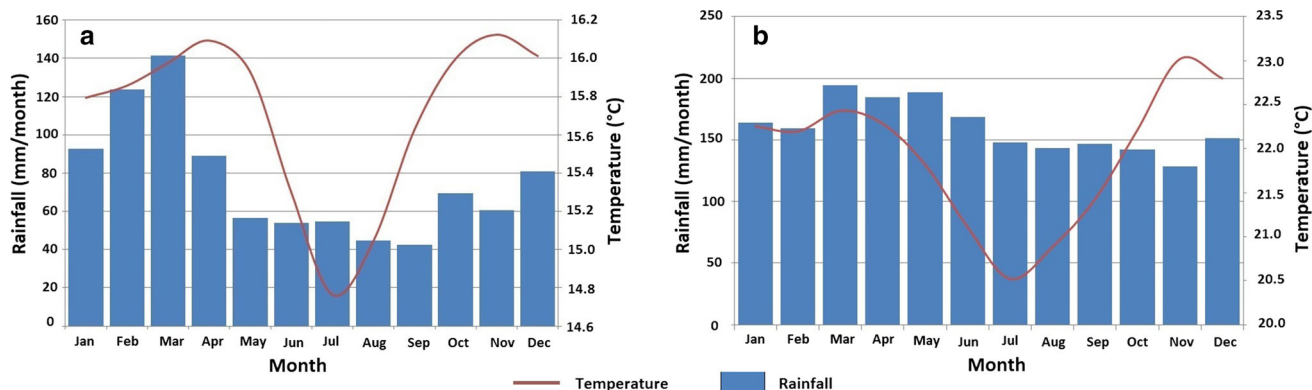 a
Rainfall (mm/month)
160
140
120
100
80
60
40
20
0
16.2
16.0
15.8
15.6
15.4
15.2
15.0
14.8
14.6
Temperature (°C)
Jan Feb Mar Apr May Jun Jul Aug Sep Oct Nov Dec
Month
b
Rainfall (mm/month)
250
200
150
100
50
0
23.5
23.0
22.5
22.0
21.5
21.0
20.5
20.0
Temperature (°C)
Jan Feb Mar Apr May Jun Jul Aug Sep Oct Nov Dec
Month
Temperature Rainfall